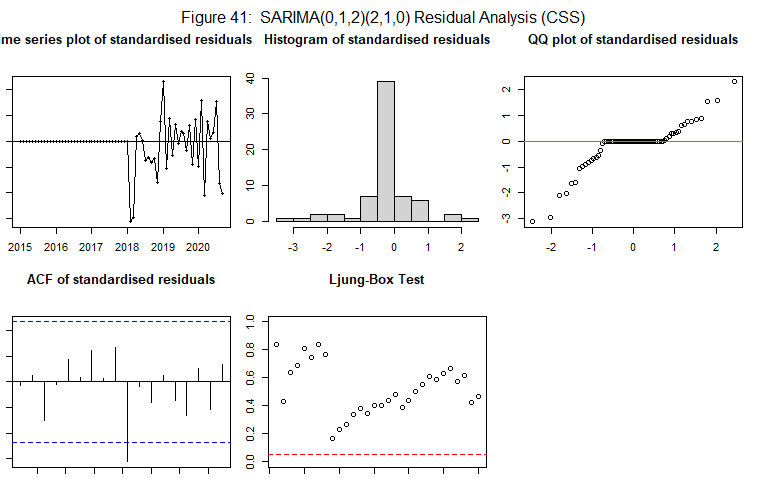 Figure 41: SARIMA(0,1,2)(2,1,0) Residual Analysis (CSS)
ime series plot of standardised residuals
Histogram of standardised residuals
QQ plot of standardised residuals
2015 2016 2017 2018 2019 2020
0 10 20 30 40
-3 -2 -1 0 1 2
-3 -2 -1 0 1 2
-2 -1 0 1 2
ACF of standardised residuals
Ljung-Box Test
0.0 0.2 0.4 0.6 0.8 1.0